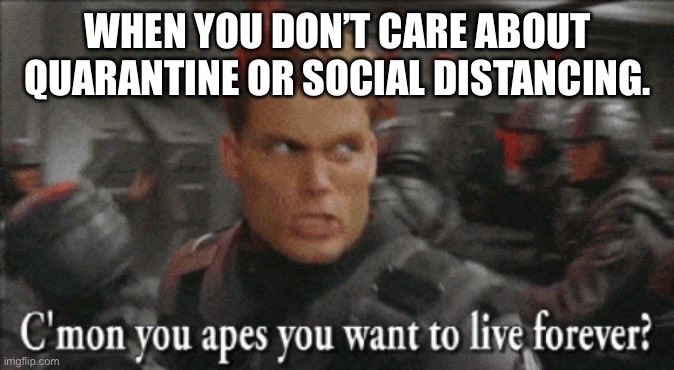 WHEN YOU DON'T CARE ABOUT
QUARANTINE OR SOCIAL DISTANCING.
C'mon you apes you want to live forever?
imgflip.com